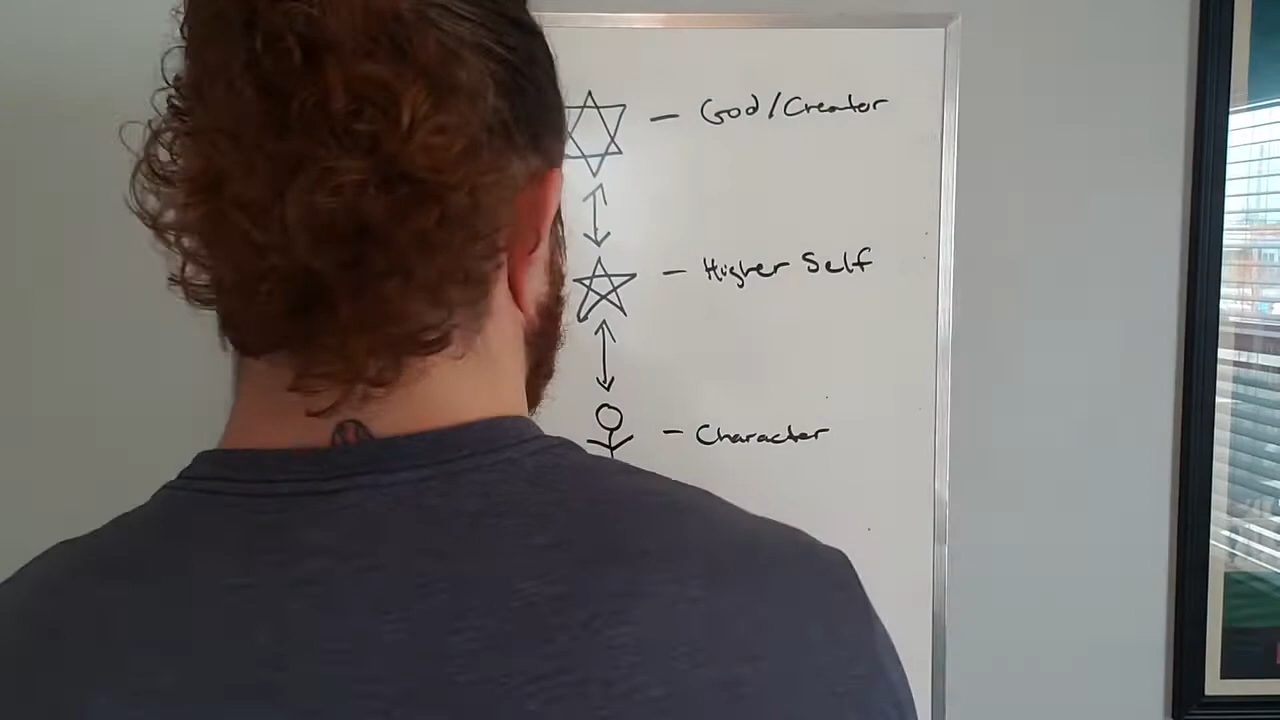 — God/Creator
— Higher Self
— Character